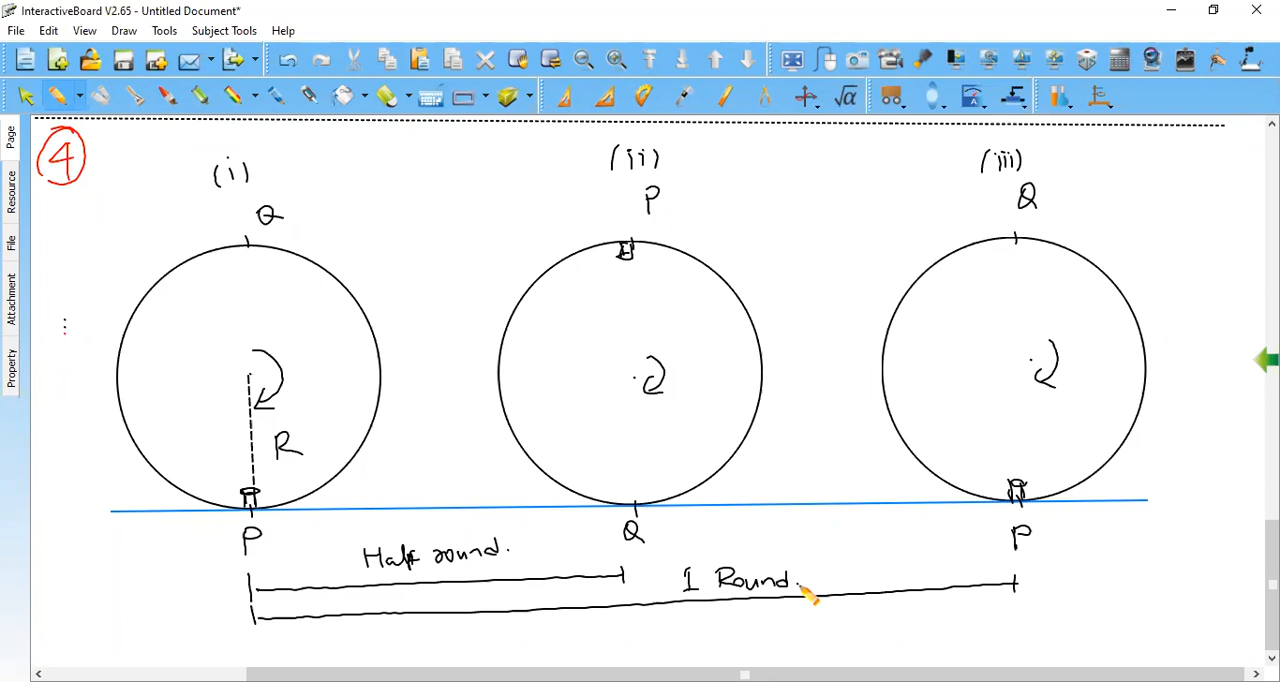 InteractiveBoard V2.65 - Untitled Document*
File Edit View Draw Tools Subject Tools Help
Page
Resource
File
Attachment
Property
4
(i)
(ii)
(iii)
Q
P
Q
R
P
Q
P
Half round.
1 Round.